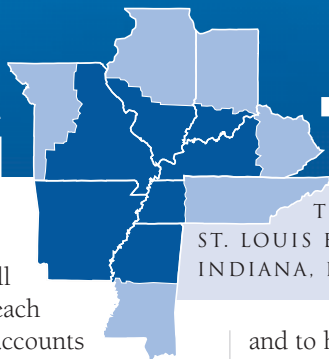 T
ST. LOUIS
INDIANA,
ll
each
accounts
and to